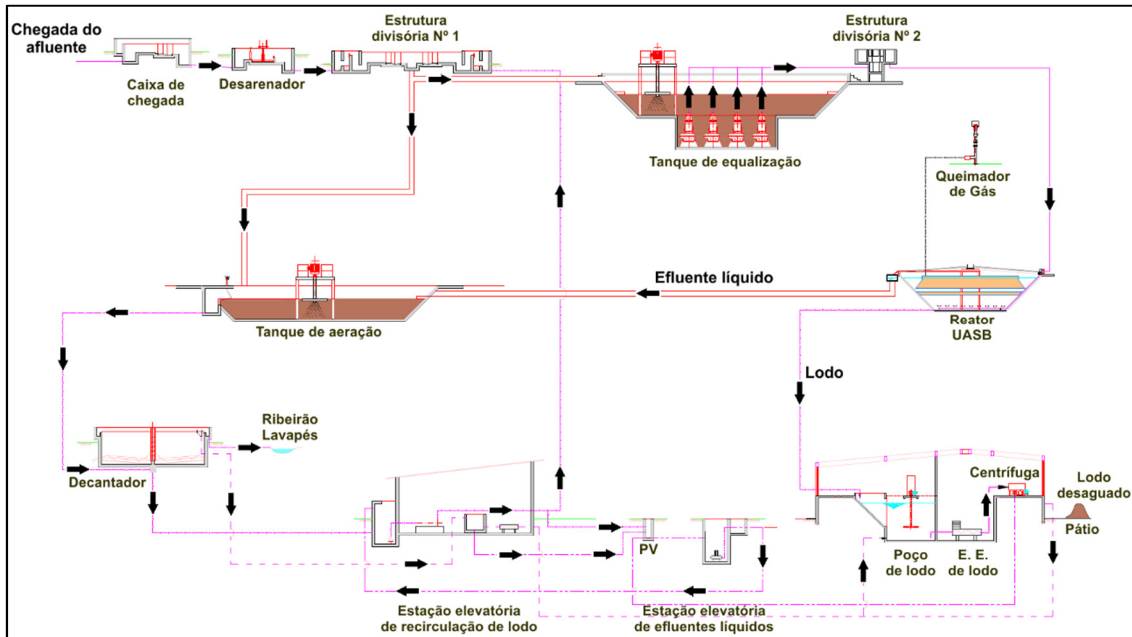 Chegada do
afluente
Caixa de
chegada
Desarenador
Estrutura
divisória Nº 1
Estrutura
divisória Nº 2
Tanque de equalização
Queimador
de Gás
Efluente líquido
Tanque de aeração
Reator
UASB
Lodo
Ribeirão
Lavapés
Decantador
Centrífuga
Lodo
desaguado
Pátio
PV
Poço
de lodo
E. E.
de lodo
Estação elevatória
de recirculação de lodo
Estação elevatória
de efluentes líquidos